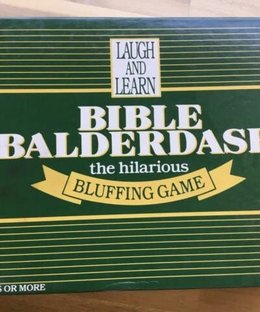 LAUGH
AND
LEARN
BIBLE
BALDERDAS
the hilarious
BLUFFING GAME
OR MORE